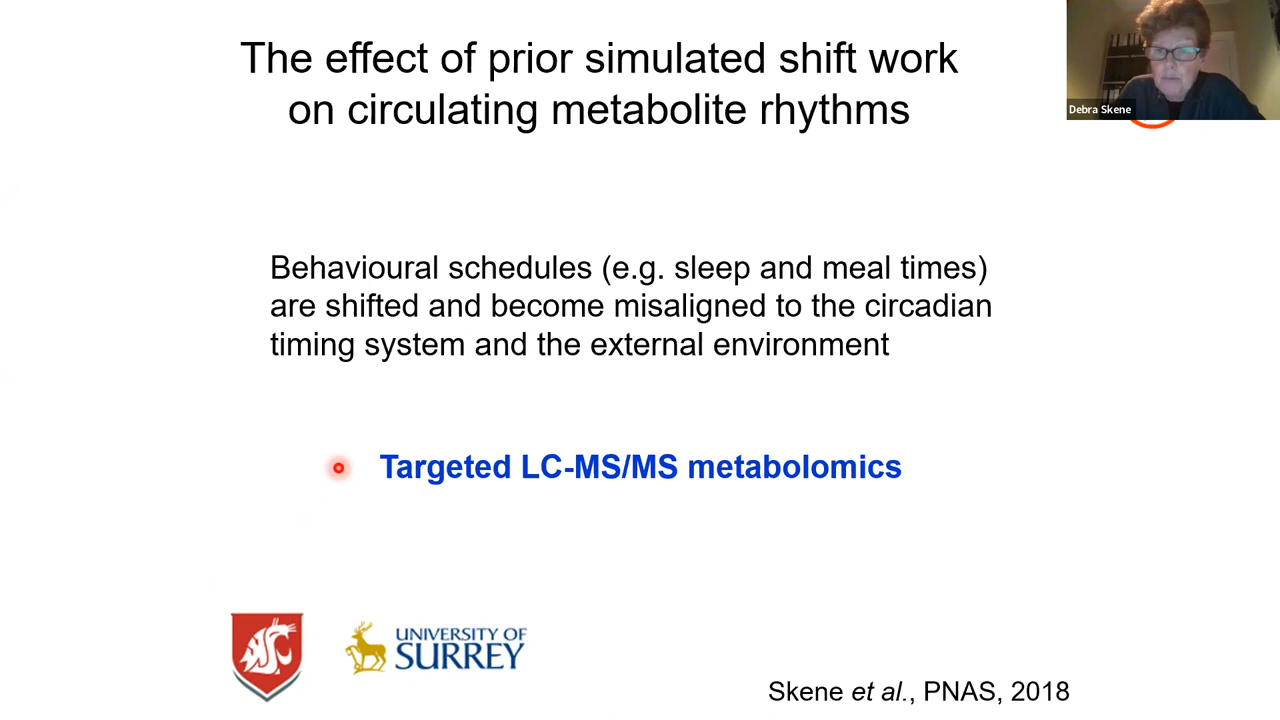 The effect of prior simulated shift work
on circulating metabolite rhythms
Debra Skene
Behavioural schedules (e.g. sleep and meal times)
are shifted and become misaligned to the circadian
timing system and the external environment
Targeted LC-MS/MS metabolomics
UNIVERSITY OF
SURREY
Skene et al., PNAS, 2018